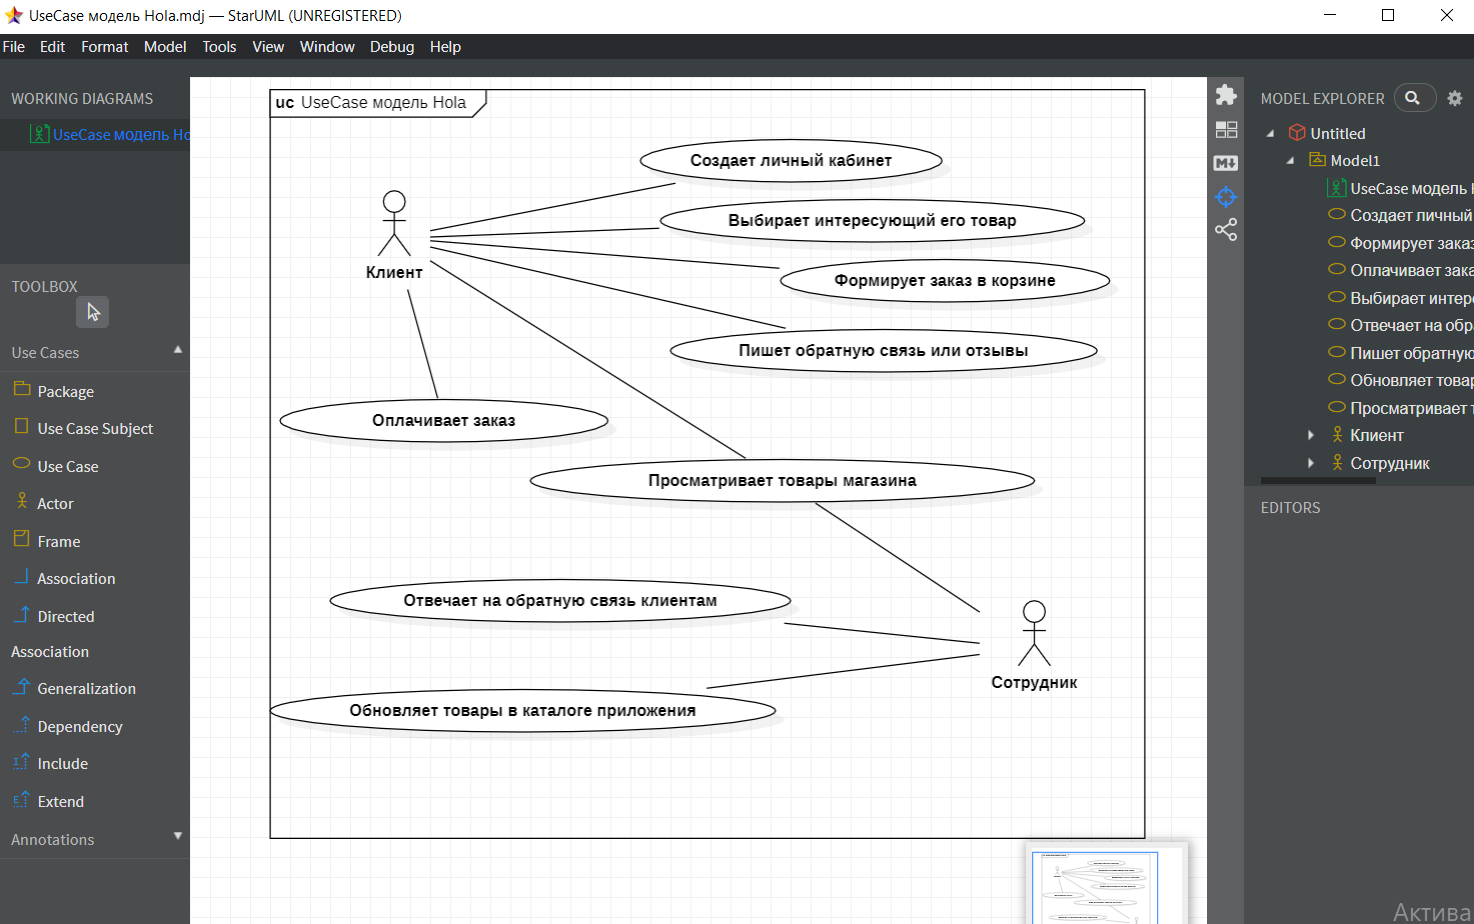 UseCase модель Hola.mdj — StarUML (UNREGISTERED)
File Edit Format Model Tools View Window Debug Help
WORKING DIAGRAMS
UseCase модель Ho
TOOLBOX
Use Cases
Package
Use Case Subject
Use Case
Actor
Frame
Association
Directed
Association
Generalization
Dependency
Include
Extend
Annotations
uc UseCase модель Hola
Создает личный кабинет
Выбирает интересующий его товар
Клиент
Формирует заказ в корзине
Пишет обратную связь или отзывы
Оплачивает заказ
Просматривает товары магазина
Отвечает на обратную связь клиентам
Сотрудник
Обновляет товары в каталоге приложения
M
MODEL EXPLORER
Untitled
Model1
UseCase модель H
Создает личный
Формирует заказ
Оплачивает зака
Выбирает интере
Отвечает на обра
Пишет обратную
Обновляет товар
Просматривает т
Клиент
Сотрудник
EDITORS
Актива